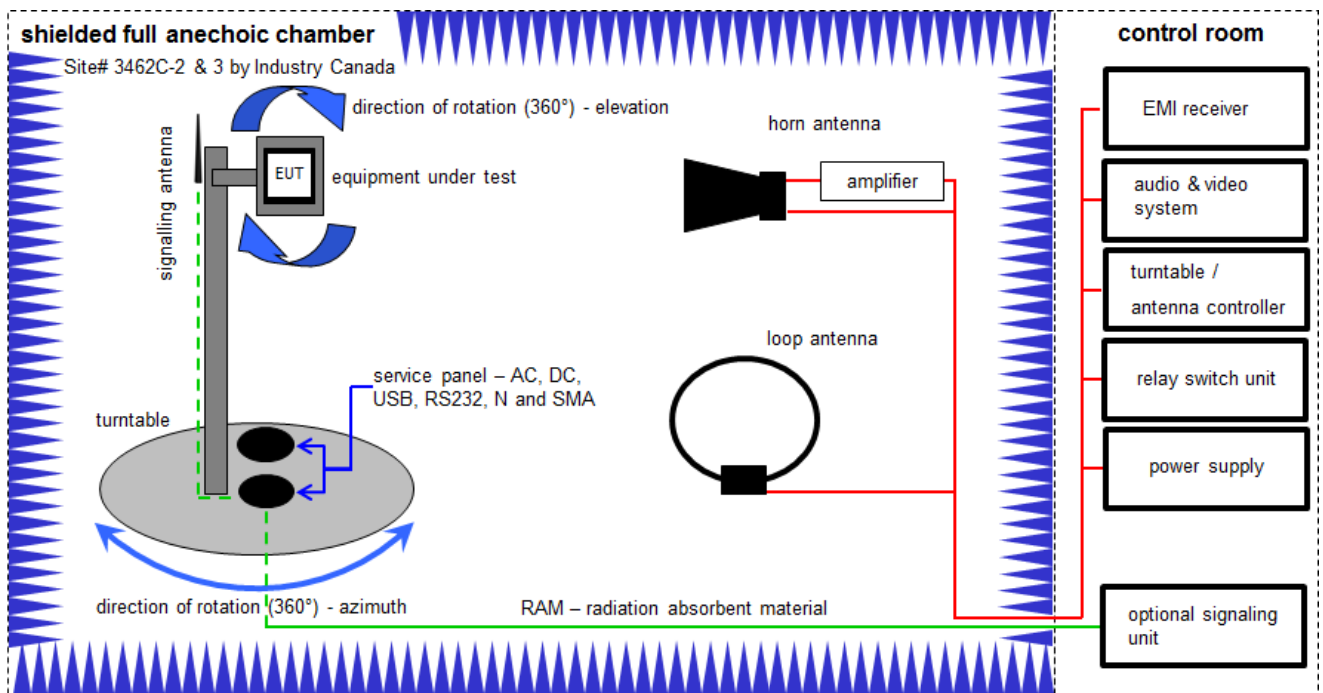 shielded full anechoic chamber
Site# 3462C-2 & 3 by Industry Canada
direction of rotation (360°) - elevation
signalling antenna
EUT
equipment under test
horn antenna
amplifier
loop antenna
service panel – AC, DC,
USB, RS232, N and SMA
turntable
direction of rotation (360°) - azimuth
RAM – radiation absorbent material
control room
EMI receiver
audio & video
system
turntable /
antenna controller
relay switch unit
power supply
optional signaling
unit